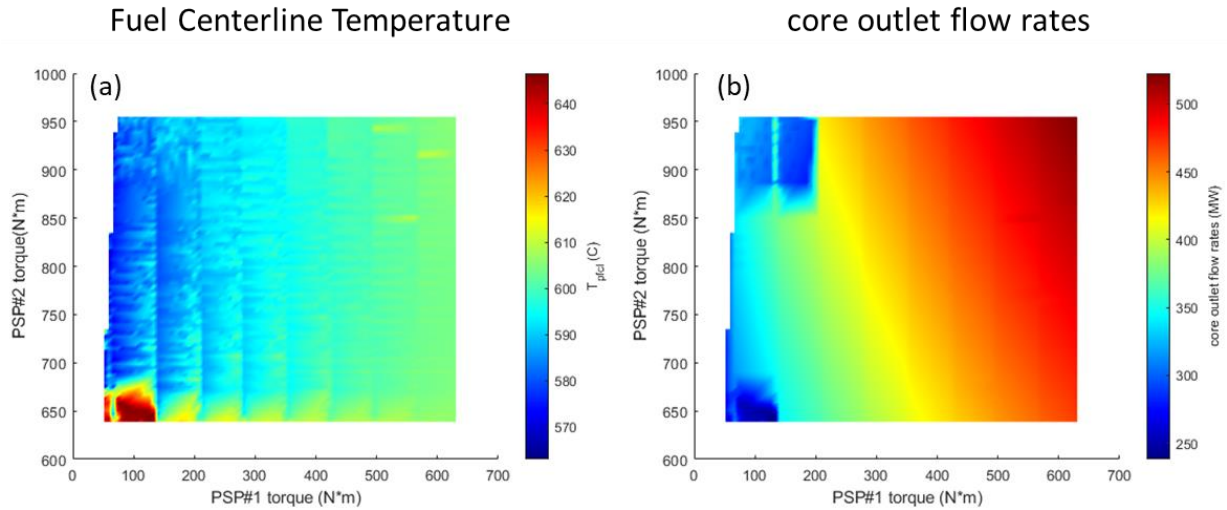 Fuel Centerline Temperature
core outlet flow rates
(a)
1000
950
900
850
800
750
700
650
600
PSP#2 torque(N*m)
0 100 200 300 400 500 600 700
PSP#1 torque (N*m)
640
630
620
610
600
590
580
570
T_pfcl (C)
(b)
1000
950
900
850
800
750
700
650
600
PSP#2 torque (N*m)
0 100 200 300 400 500 600 700
PSP#1 torque (N*m)
500
450
400
350
300
250
core outlet flow rates (MW)